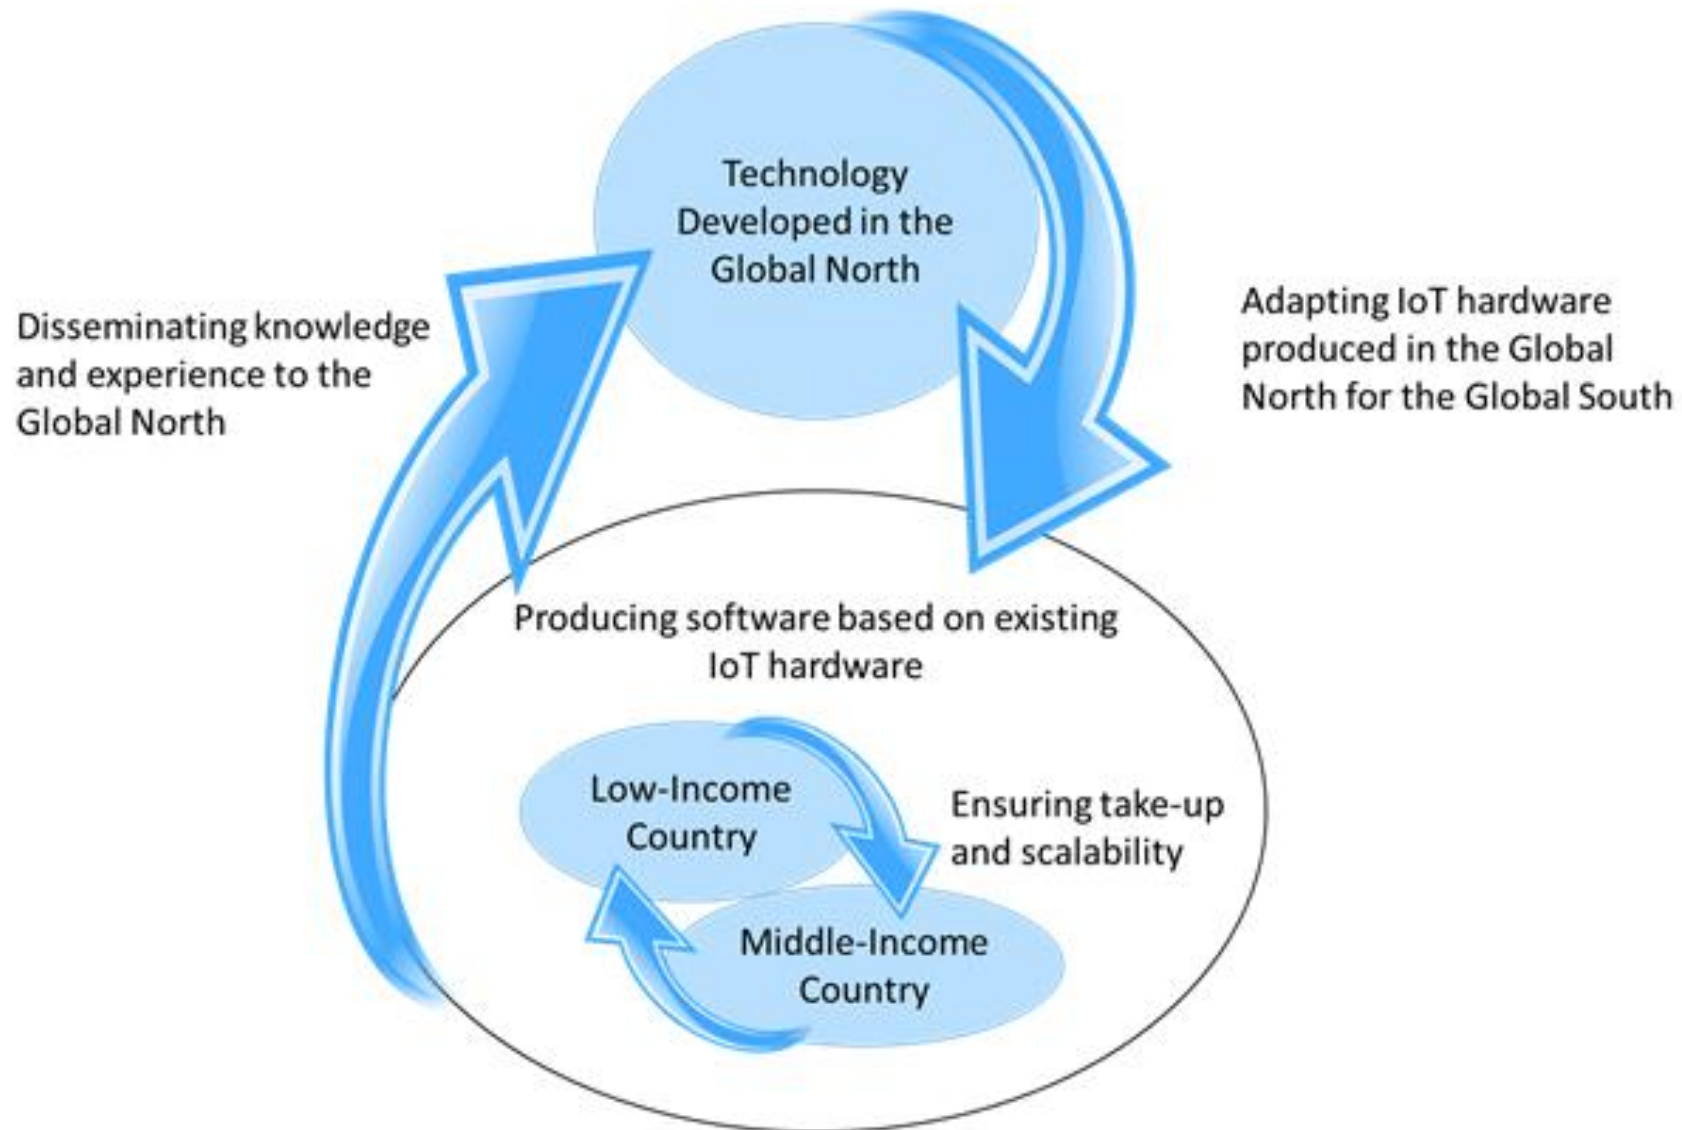 Technology
Developed in the
Global North
Disseminating knowledge
and experience to the
Global North
Adapting IoT hardware
produced in the Global
North for the Global South
Producing software based on existing
IoT hardware
Low-Income
Country
Ensuring take-up
and scalability
Middle-Income
Country